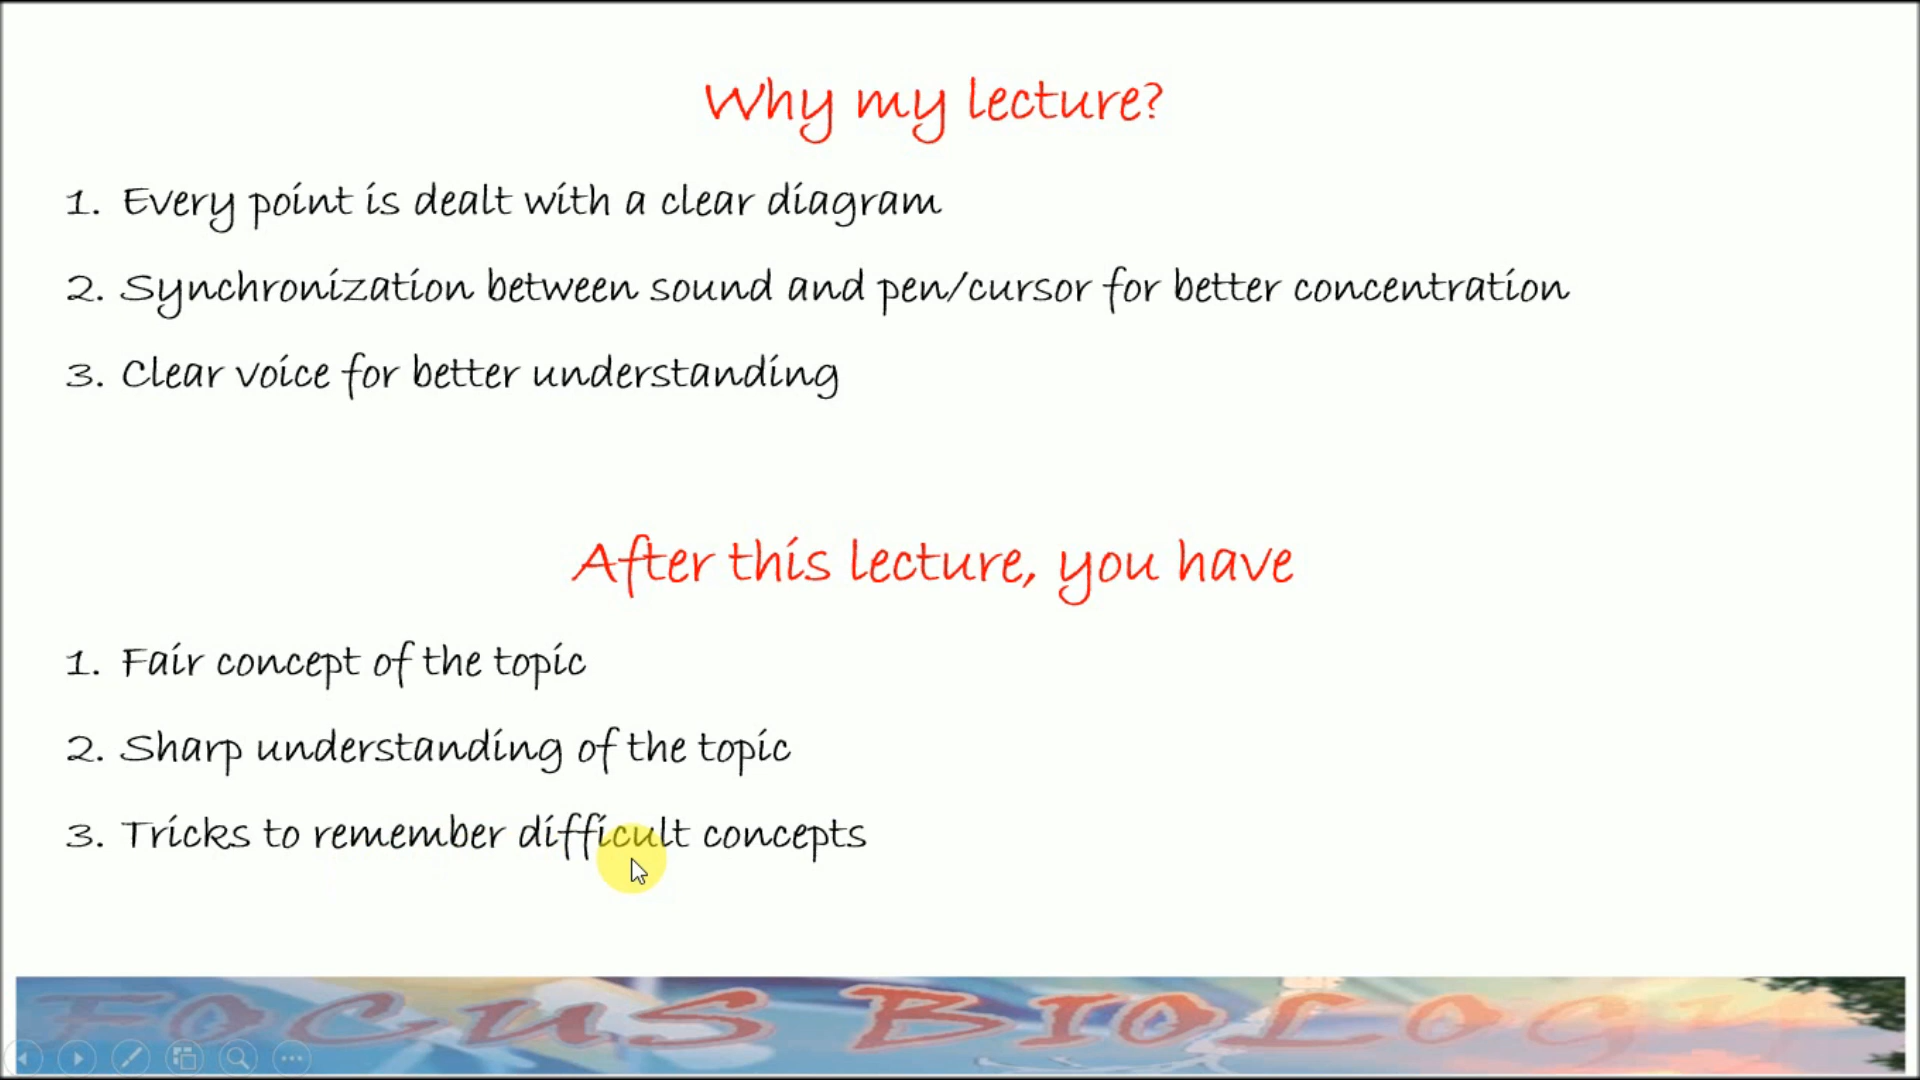 Why my lecture?
1. Every point is dealt with a clear diagram
2. Synchronization between sound and pen/cursor for better concentration
3. Clear voice for better understanding
After this lecture, you have
1. Fair concept of the topic
2. Sharp understanding of the topic
3. Tricks to remember difficult concepts
FOCUS BIOLOGY